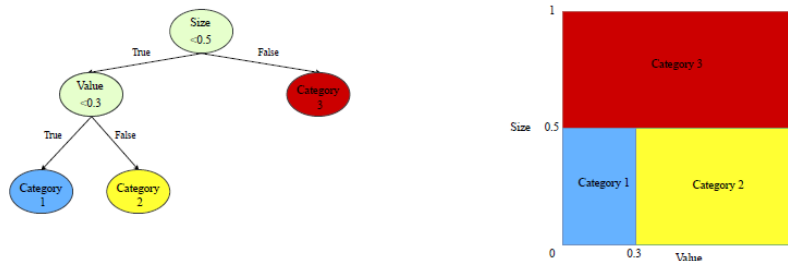 Size
<0.5
True
False
Value
<0.3
Category
3
True
False
Category
1
Category
2
1
Category 3
Size
0.5
Category 1
Category 2
0
0.3
Value